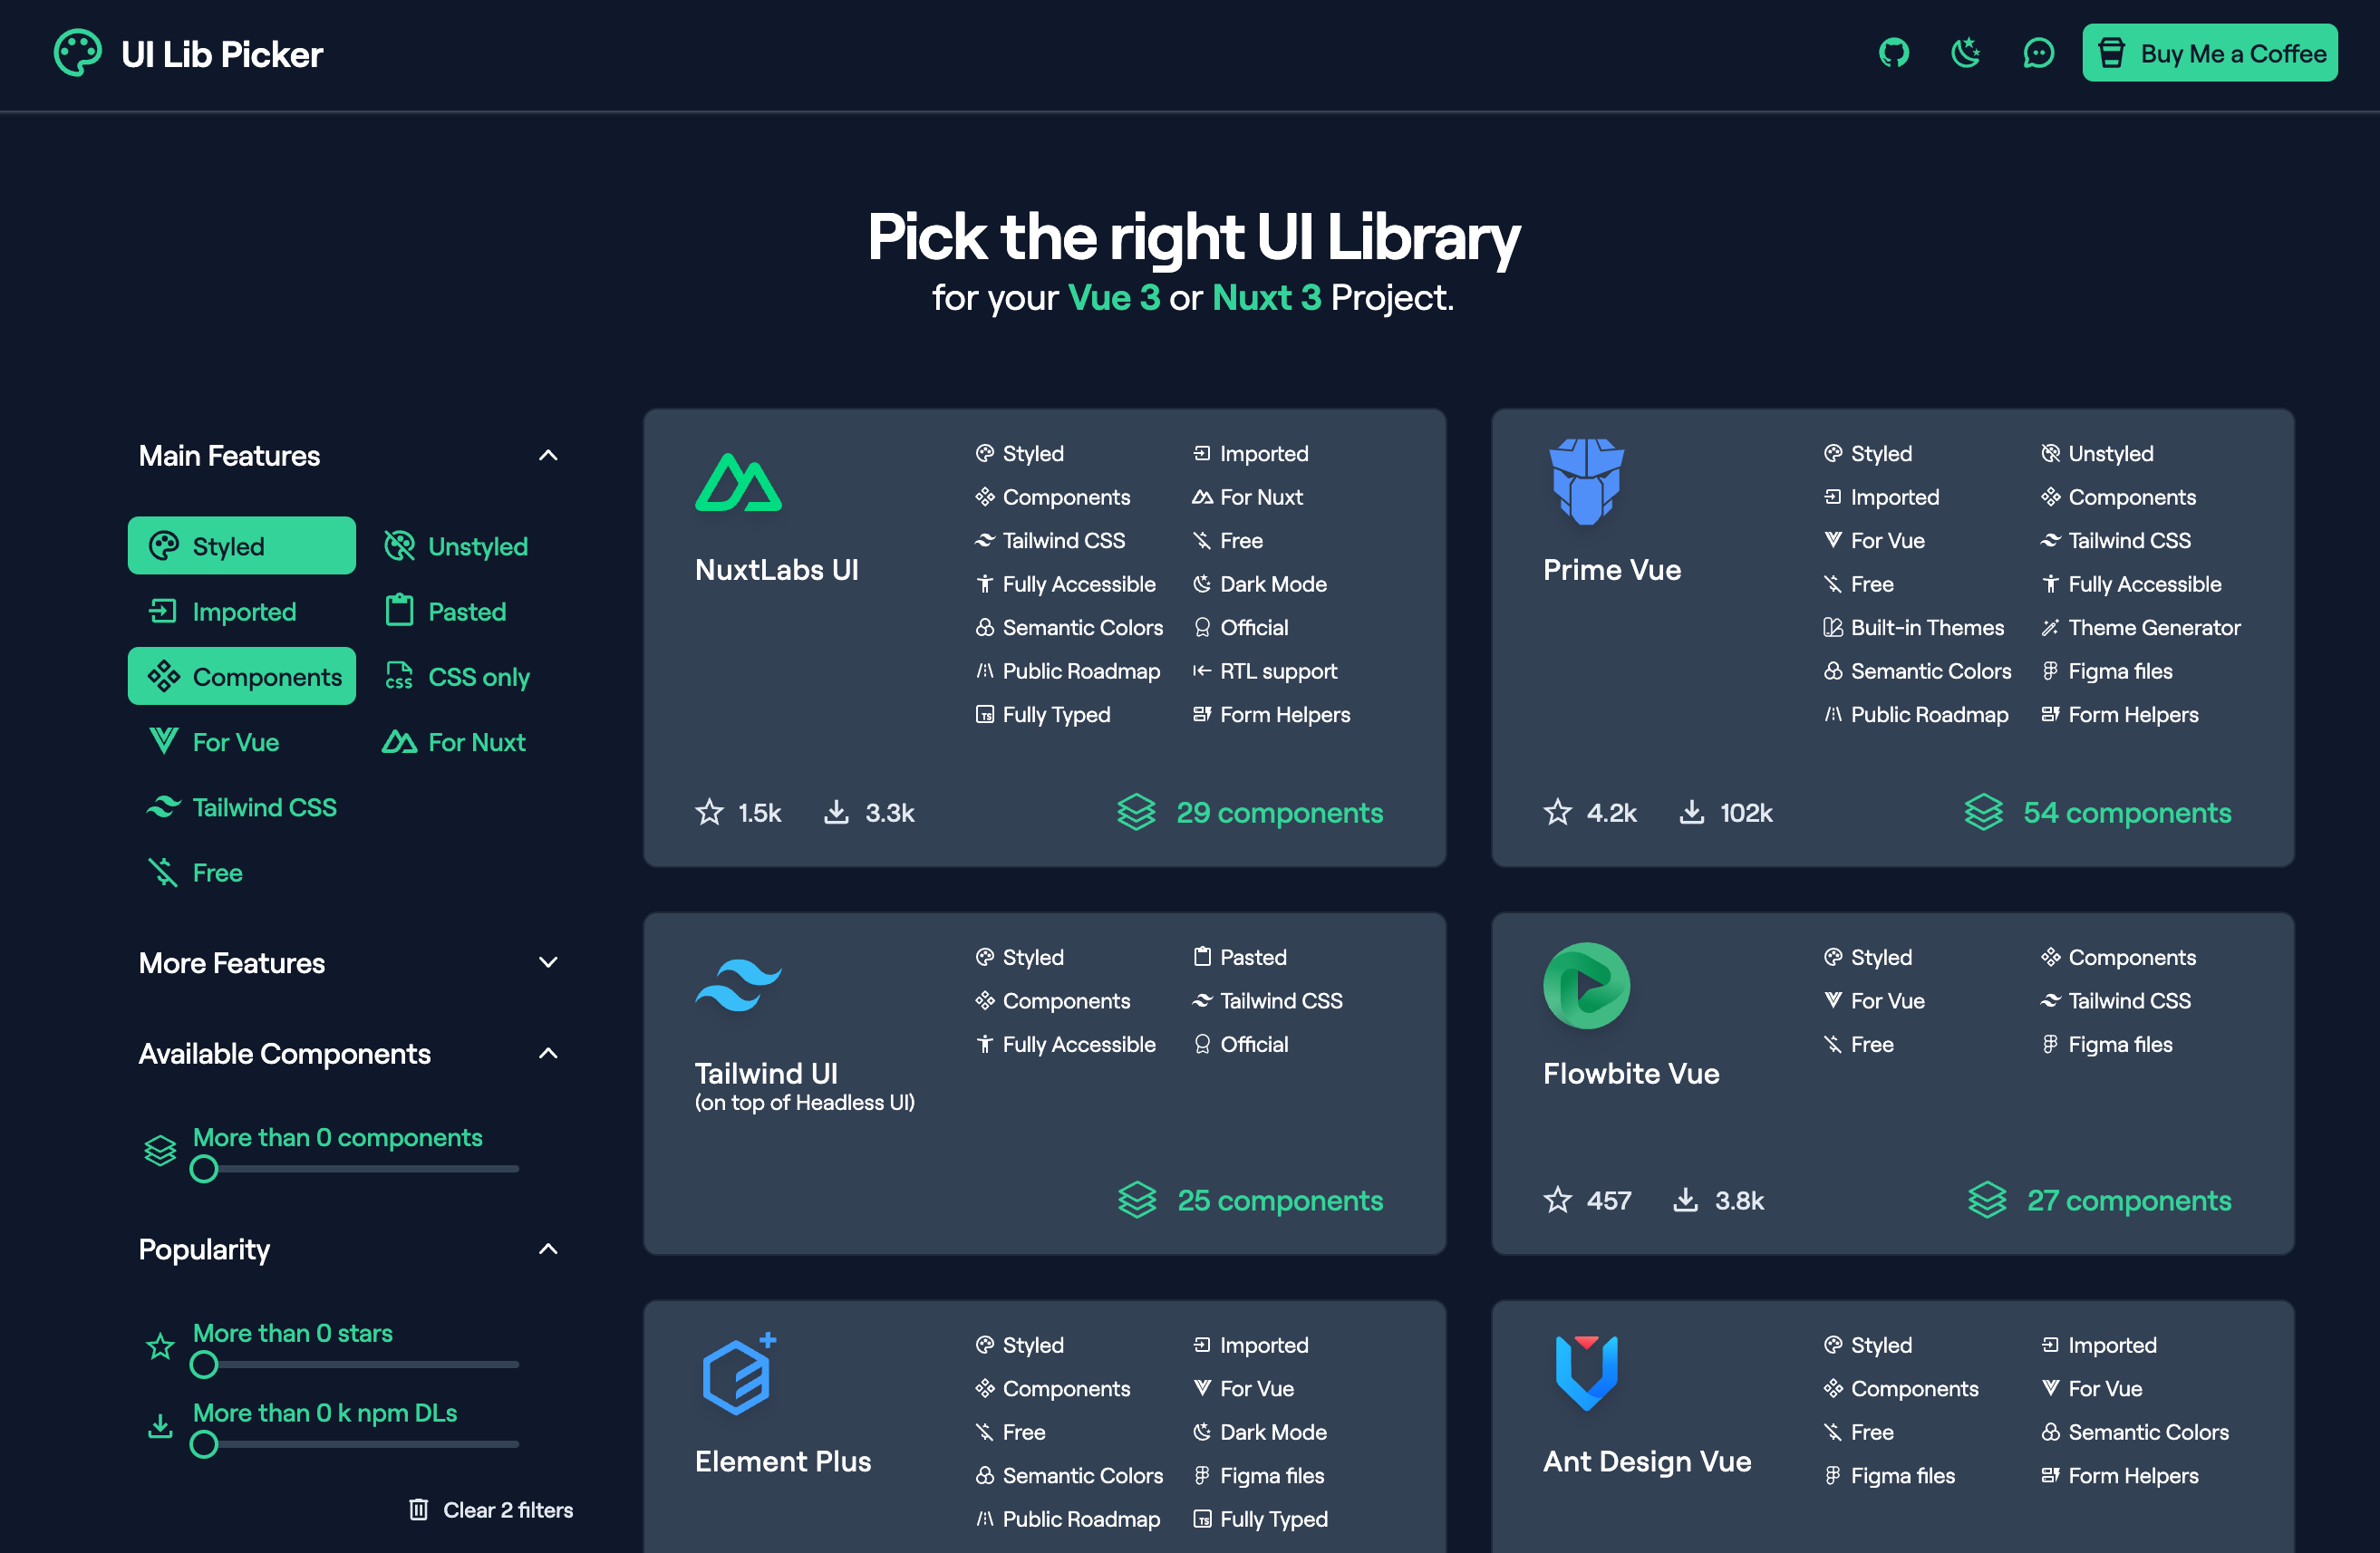 UI Lib Picker
Buy Me a Coffee
Pick the right UI Library
for your Vue 3 or Nuxt 3 Project.
Main Features
Styled
Unstyled
Imported
Pasted
Components
CSS only
For Vue
For Nuxt
Tailwind CSS
Free
More Features
Available Components
More than 0 components
Popularity
More than 0 stars
More than 0 k npm DLs
Clear 2 filters
NuxtLabs UI
Styled
Imported
Components
For Nuxt
Tailwind CSS
Free
Fully Accessible
Dark Mode
Semantic Colors
Official
Public Roadmap
RTL support
Fully Typed
Form Helpers
1.5k
3.3k
29 components
Prime Vue
Styled
Unstyled
Imported
Components
For Vue
Tailwind CSS
Free
Fully Accessible
Built-in Themes
Theme Generator
Semantic Colors
Figma files
Public Roadmap
Form Helpers
4.2k
102k
54 components
Tailwind UI
(on top of Headless UI)
Styled
Pasted
Components
Tailwind CSS
Fully Accessible
Official
25 components
Flowbite Vue
Styled
Components
For Vue
Tailwind CSS
Free
Figma files
457
3.8k
27 components
Element Plus
Styled
Imported
Components
For Vue
Free
Dark Mode
Semantic Colors
Figma files
Public Roadmap
Fully Typed
Ant Design Vue
Styled
Imported
Components
For Vue
Free
Semantic Colors
Figma files
Form Helpers